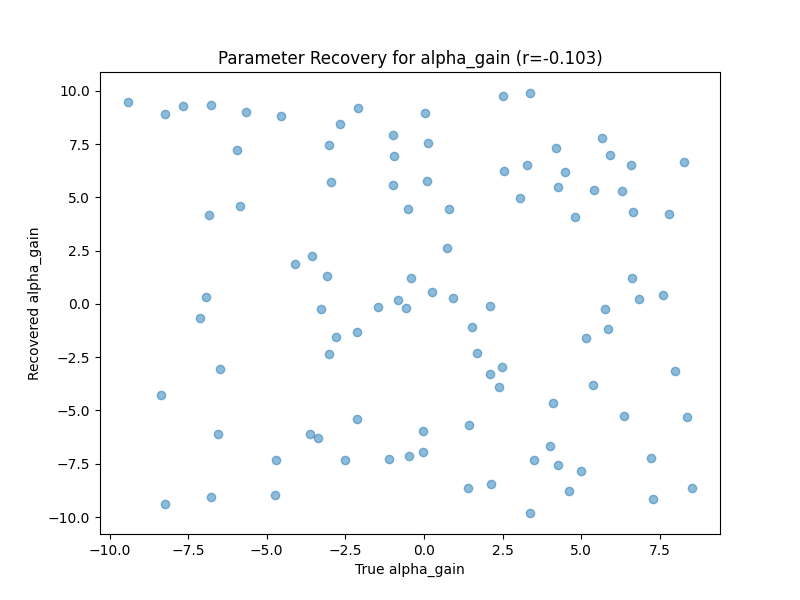 Parameter Recovery for alpha_gain (r=-0.103)
10.0
7.5
5.0
2.5
0.0
−2.5
−5.0
−7.5
−10.0
Recovered alpha_gain
−10.0 −7.5 −5.0 −2.5 0.0 2.5 5.0 7.5
True alpha_gain